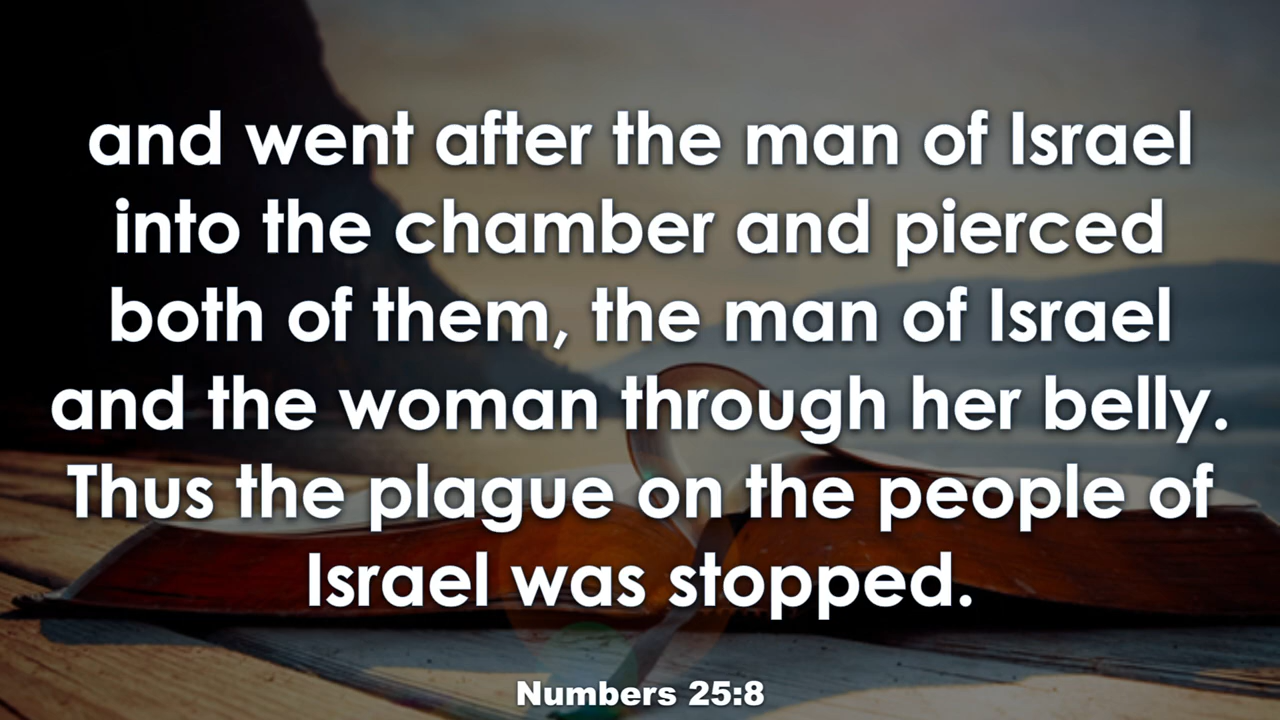 and went after the man of Israel
into the chamber and pierced
both of them, the man of Israel
and the woman through her belly.
Thus the plague on the people of
Israel was stopped.
Numbers 25:8